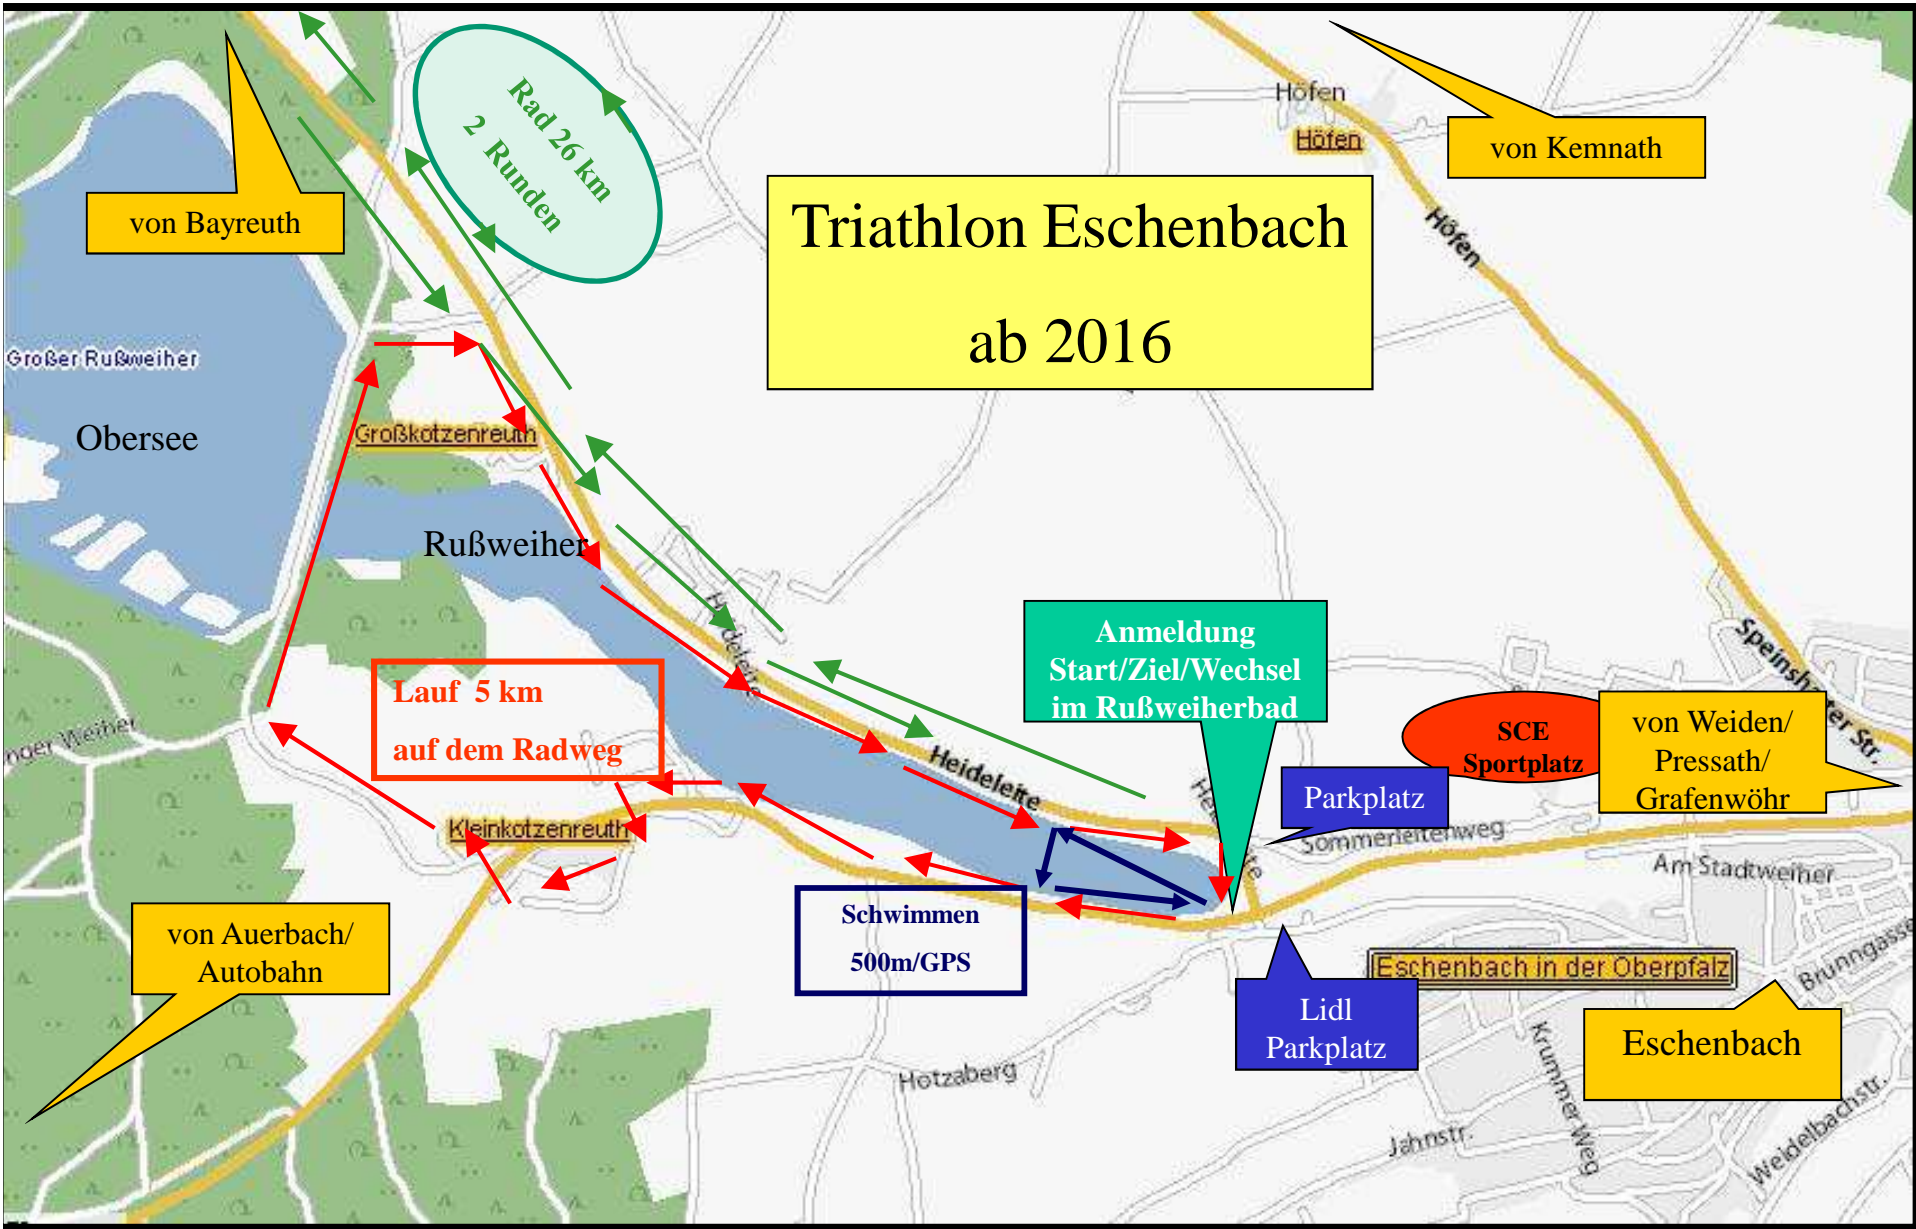 Rad 26 km
2 Runden
Höfen
Höfen
von Kemnath
von Bayreuth
Triathlon Eschenbach
ab 2016
Höfen
Großer Rußweiher
Obersee
Großkotzenreuth
Rußweiher
Anmeldung
Start/Ziel/Wechsel
im Rußweiherbad
Lauf 5 km
auf dem Radweg
SCE
Sportplatz
von Weiden/
Pressath/
Grafenwöhr
Heideleite
Parkplatz
Sommerleitenweg
Kleinkotzenreuth
Am Stadtweiher
Schwimmen
500m/GPS
von Auerbach/
Autobahn
Eschenbach in der Oberpfalz
Brunngasse
Lidl
Parkplatz
Eschenbach
Hotzaberg
Krummer Weg
Jahnstr.
Weidelbachstr.